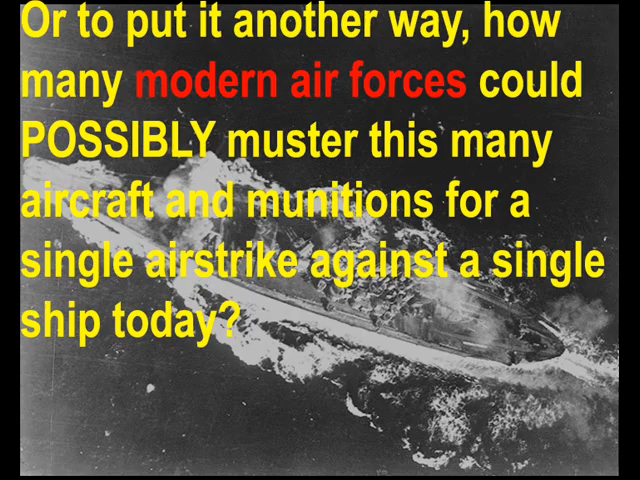 Or to put it another way, how
many modern air forces could
POSSIBLY muster this many
aircraft and munitions for a
single airstrike against a single
ship today?